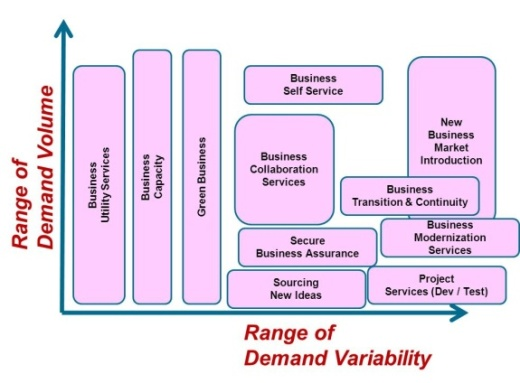 Range of
Demand Volume
Business
Utility Services
Business
Capacity
Green Business
Business
Self Service
Business
Collaboration
Services
New
Business
Market
Introduction
Business
Transition & Continuity
Business
Modernization
Services
Secure
Business Assurance
Sourcing
New Ideas
Project
Services (Dev / Test)
Range of
Demand Variability